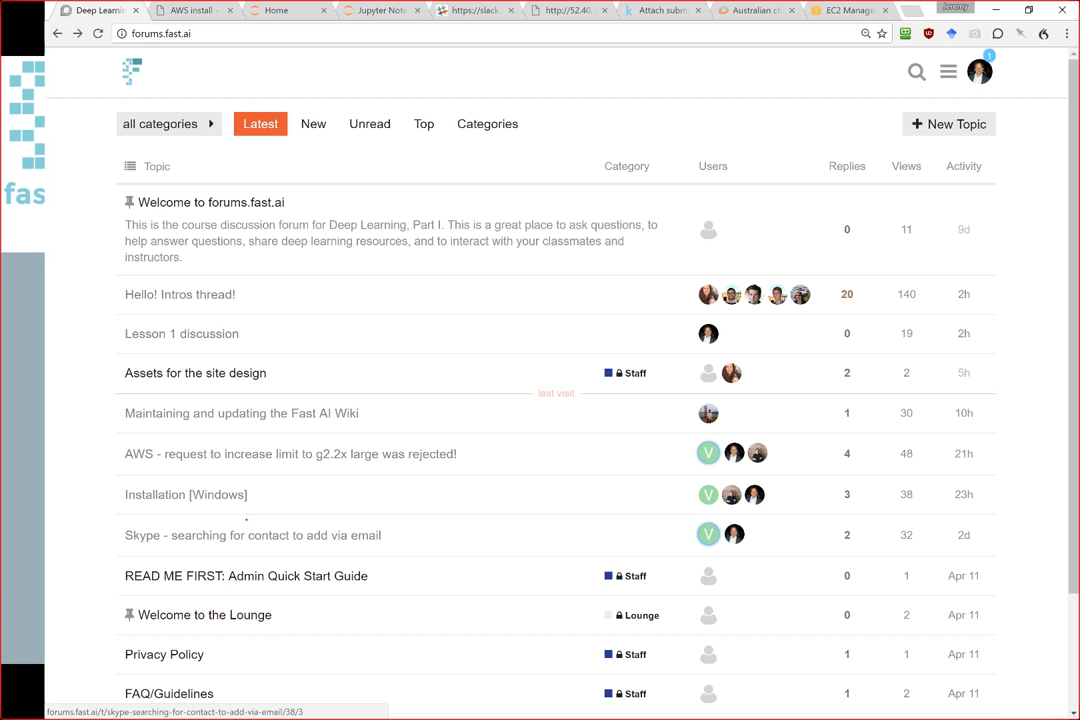 Deep Learnin
AWS install -
Home
Jupyter Note
https://slack
http://52.40.
Attach subm
Australian ch
EC2 Manage
Jeremy
forums.fast.ai
1
fas
all categories
Latest
New
Unread
Top
Categories
+ New Topic
Topic
Category
Users
Replies
Views
Activity
Welcome to forums.fast.ai
This is the course discussion forum for Deep Learning, Part I. This is a great place to ask questions, to
help answer questions, share deep learning resources, and to interact with your classmates and
instructors.
0 11 9d
Hello! Intros thread! 20 140 2h
Lesson 1 discussion 0 19 2h
Assets for the site design Staff 2 2 5h
last visit
Maintaining and updating the Fast AI Wiki 1 30 10h
AWS - request to increase limit to g2.2x large was rejected! V 4 48 21h
Installation [Windows] V 3 38 23h
Skype - searching for contact to add via email V 2 32 2d
READ ME FIRST: Admin Quick Start Guide Staff 0 1 Apr 11
Welcome to the Lounge Lounge 0 2 Apr 11
Privacy Policy Staff 1 1 Apr 11
FAQ/Guidelines Staff 1 2 Apr 11
forums.fast.ai/t/skype-searching-for-contact-to-add-via-email/38/3